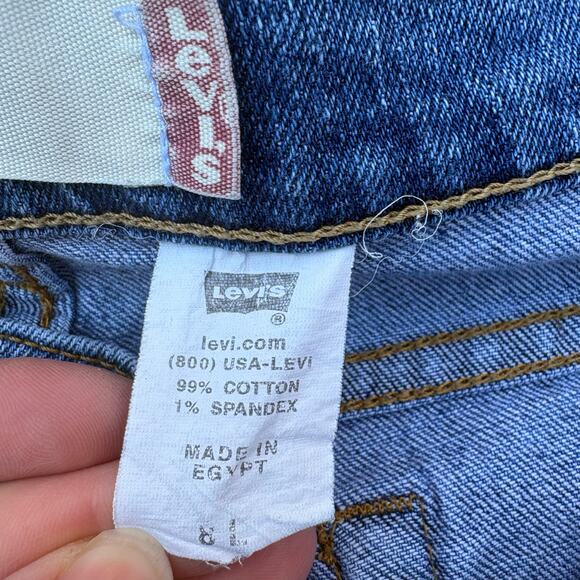 LEVI'S
LEVI'S
®
levi.com
(800) USA-LEVI
99% COTTON
1% SPANDEX
MADE IN
EGYPT
8 L